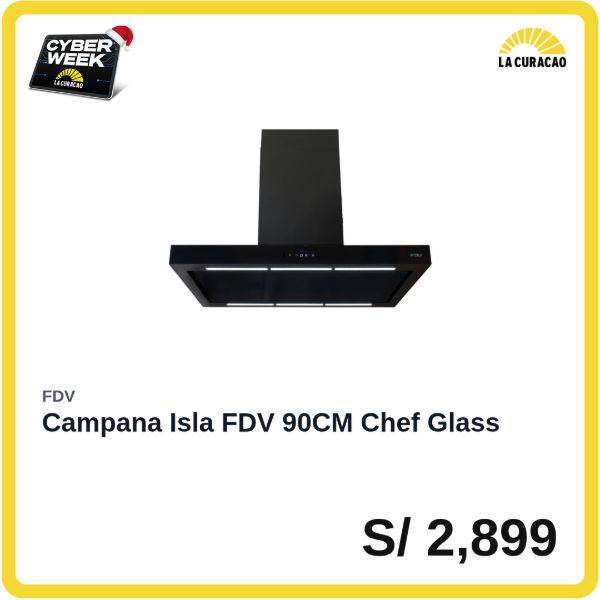 CYBER
WEEK
LA CURACAO
LA CURACAO
FDV
Campana Isla FDV 90CM Chef Glass
S/ 2,899